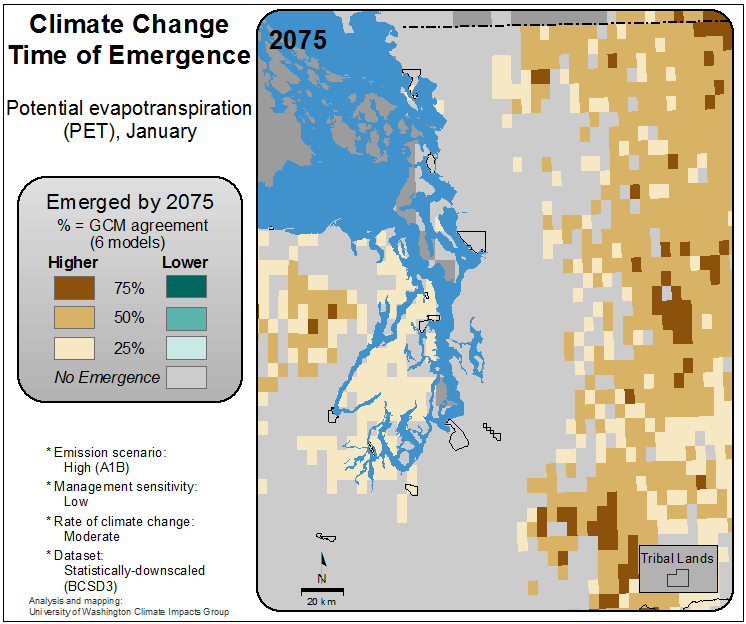 Climate Change
Time of Emergence
Potential evapotranspiration
(PET), January
Emerged by 2075
% = GCM agreement
(6 models)
Higher Lower
75%
50%
25%
No Emergence
* Emission scenario:
High (A1B)
* Management sensitivity:
Low
* Rate of climate change:
Moderate
* Dataset:
Statistically-downscaled
(BCSD3)
Analysis and mapping:
University of Washington Climate Impacts Group
2075
N
20 km
Tribal Lands